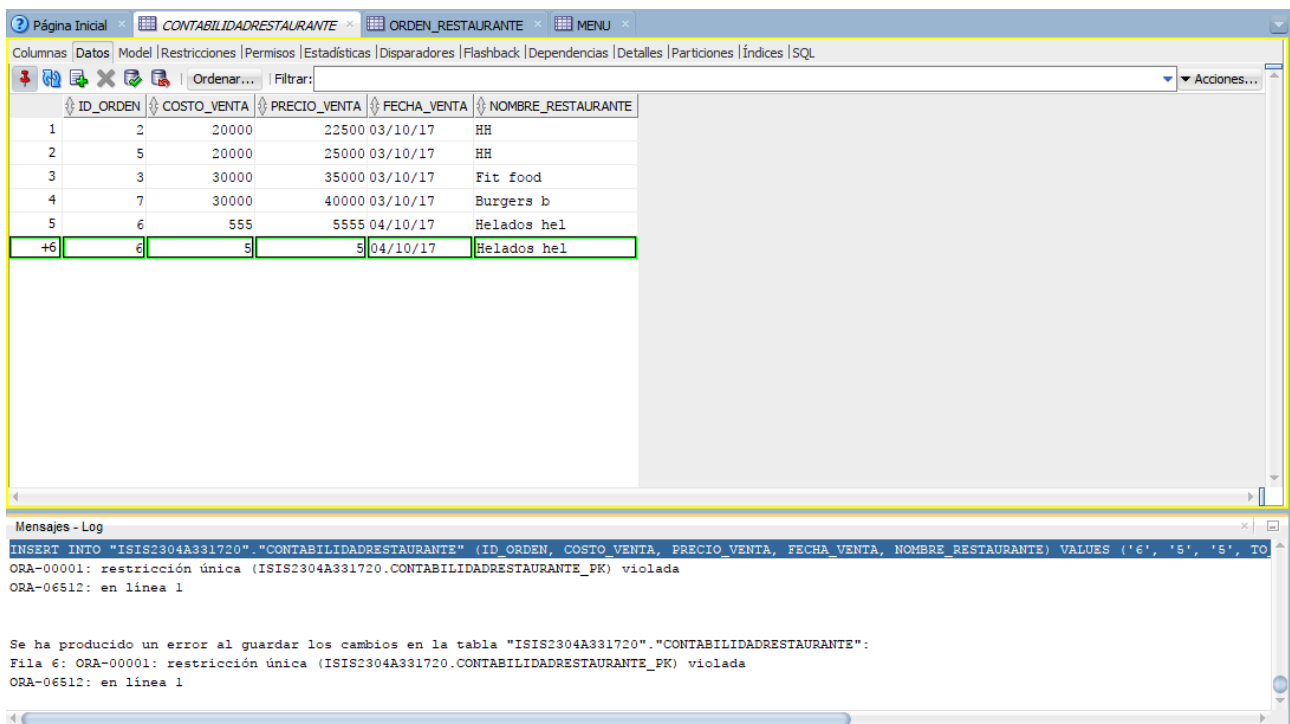 Página Inicial × CONTABILIDADRESTAURANTE × ORDEN_RESTAURANTE × MENU ×
Columnas Datos Model |Restricciones |Permisos |Estadísticas |Disparadores |Flashback |Dependencias |Detalles |Particiones |Índices |SQL
Ordenar... Filtrar: Acciones...
ID_ORDEN COSTO_VENTA PRECIO_VENTA FECHA_VENTA NOMBRE_RESTAURANTE
1 2 20000 22500 03/10/17 HH
2 5 20000 25000 03/10/17 HH
3 3 30000 35000 03/10/17 Fit food
4 7 30000 40000 03/10/17 Burgers b
5 6 555 5555 04/10/17 Helados hel
+6 6 5 5 04/10/17 Helados hel
Mensajes - Log
INSERT INTO "ISIS2304A331720"."CONTABILIDADRESTAURANTE" (ID_ORDEN, COSTO_VENTA, PRECIO_VENTA, FECHA_VENTA, NOMBRE_RESTAURANTE) VALUES ('6', '5', '5', TO_
ORA-00001: restricción única (ISIS2304A331720.CONTABILIDADRESTAURANTE_PK) violada
ORA-06512: en línea 1
Se ha producido un error al guardar los cambios en la tabla "ISIS2304A331720"."CONTABILIDADRESTAURANTE":
Fila 6: ORA-00001: restricción única (ISIS2304A331720.CONTABILIDADRESTAURANTE_PK) violada
ORA-06512: en línea 1